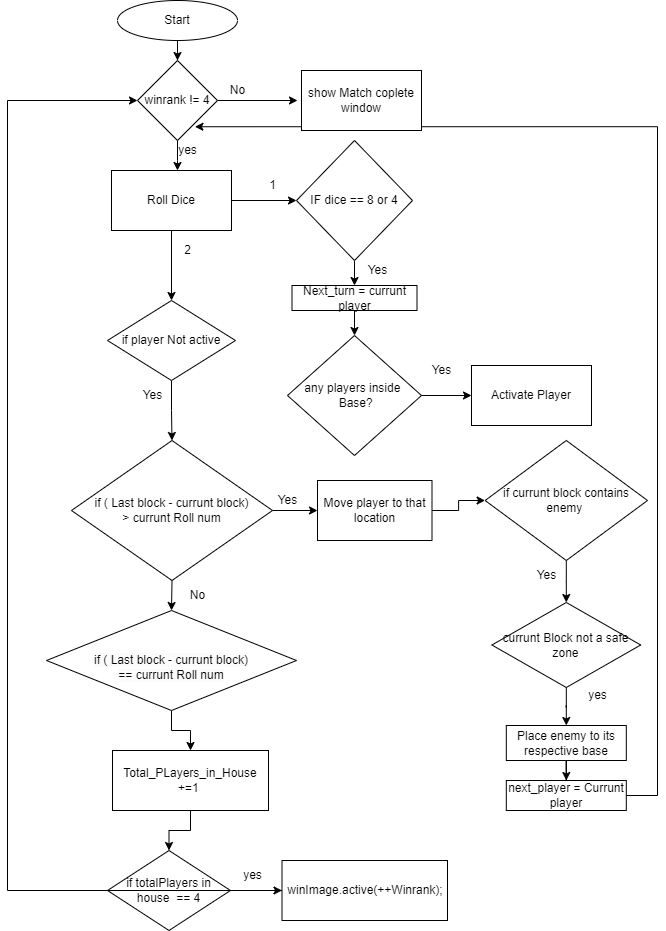 Start
winrank != 4
No
show Match coplete
window
yes
Roll Dice
1
IF dice == 8 or 4
2
Yes
Next_turn = currunt
player
if player Not active
Yes
any players inside
Base?
Yes
Activate Player
if ( Last block - currunt block)
> currunt Roll num
Yes
Move player to that
location
if currunt block contains
enemy
No
Yes
if ( Last block - currunt block)
== currunt Roll num
currunt Block not a safe
zone
yes
Place enemy to its
respective base
Total_PLayers_in_House
+=1
next_player = Currunt
player
if totalPlayers in
house == 4
yes
winImage.active(++Winrank);